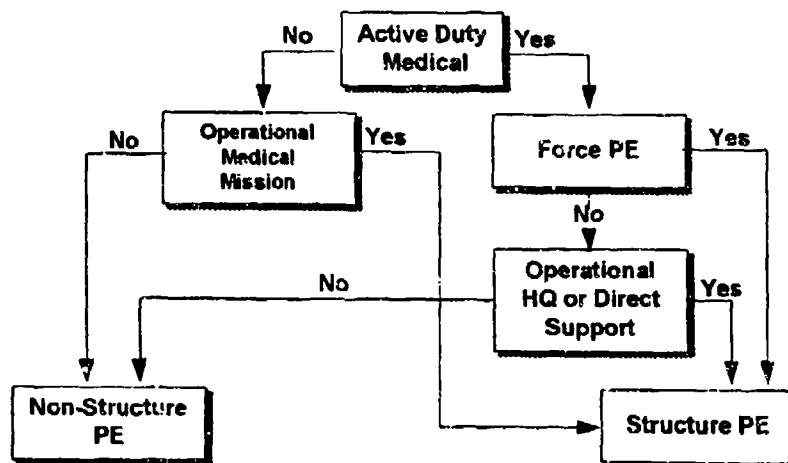 Active Duty
Medical
No
Yes
Operational
Medical
Mission
No
Yes
Force PE
Yes
No
Operational
HQ or Direct
Support
No
Yes
Non-Structure
PE
Structure PE